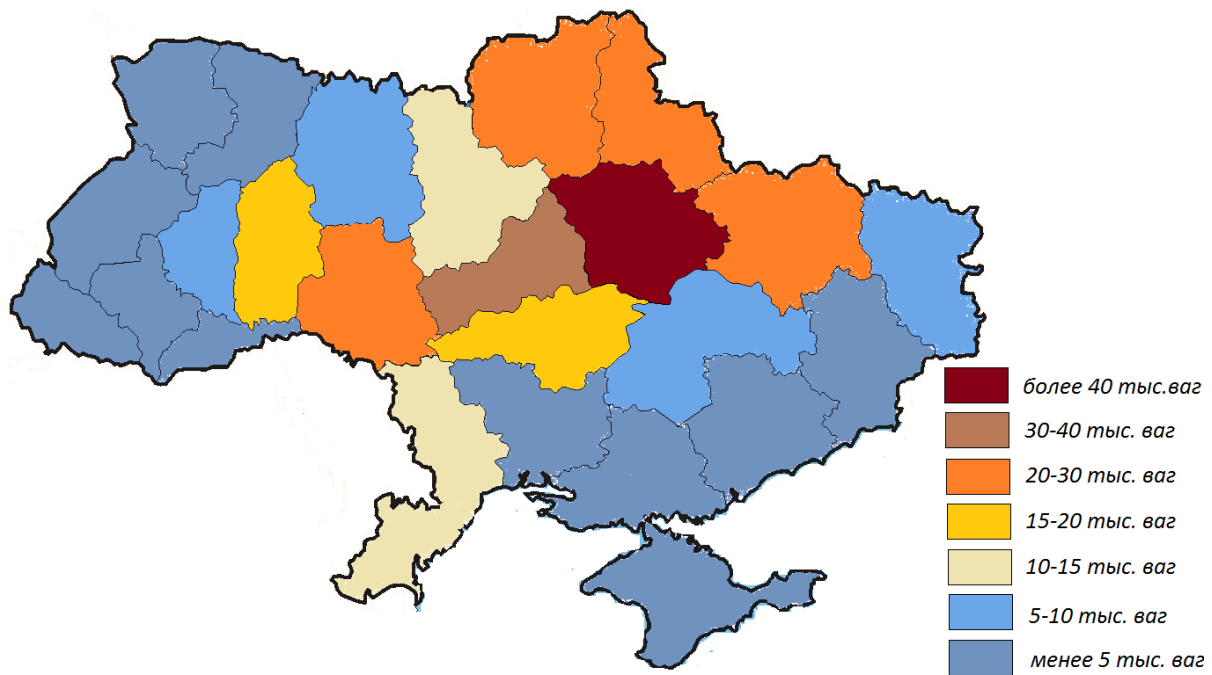 более 40 тыс.ваг
30-40 тыс. ваг
20-30 тыс. ваг
15-20 тыс. ваг
10-15 тыс. ваг
5-10 тыс. ваг
менее 5 тыс. ваг